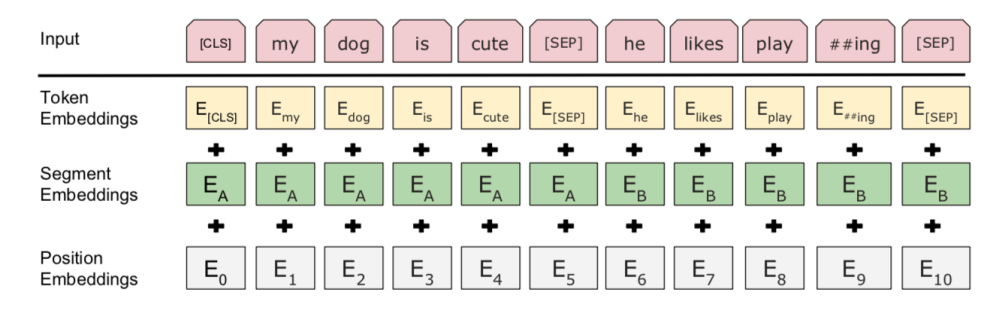 Input [CLS] my dog is cute [SEP] he likes play ##ing [SEP]
Token Embeddings E[CLS] Emy Edog Eis Ecute E[SEP] Ehe Elikes Eplay E##ing E[SEP]
+ + + + + + + + + + +
Segment Embeddings EA EA EA EA EA EA EB EB EB EB EB
+ + + + + + + + + + +
Position Embeddings E0 E1 E2 E3 E4 E5 E6 E7 E8 E9 E10